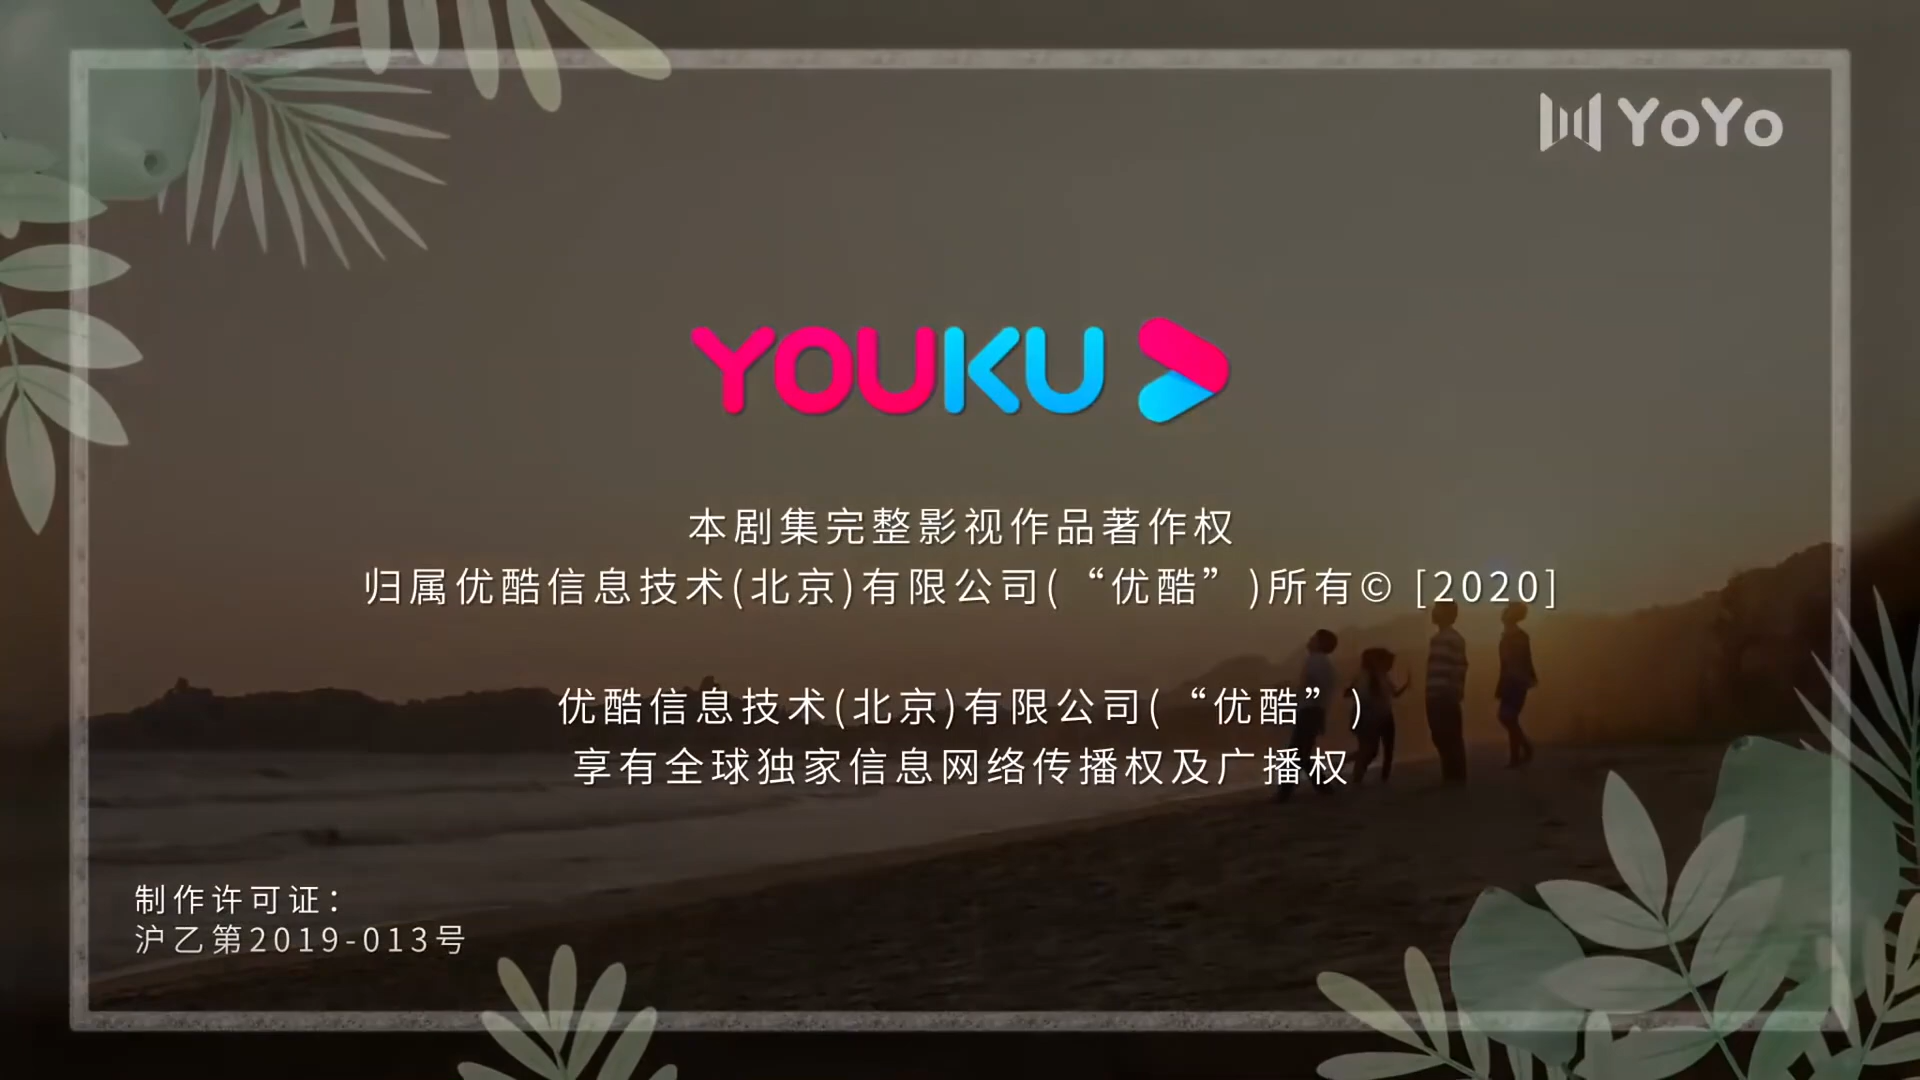 YoYo
YOUKU
本剧集完整影视作品著作权
归属优酷信息技术(北京)有限公司(“优酷”)所有© [2020]
优酷信息技术(北京)有限公司(“优酷”)
享有全球独家信息网络传播权及广播权
制作许可证：
沪乙第2019-013号